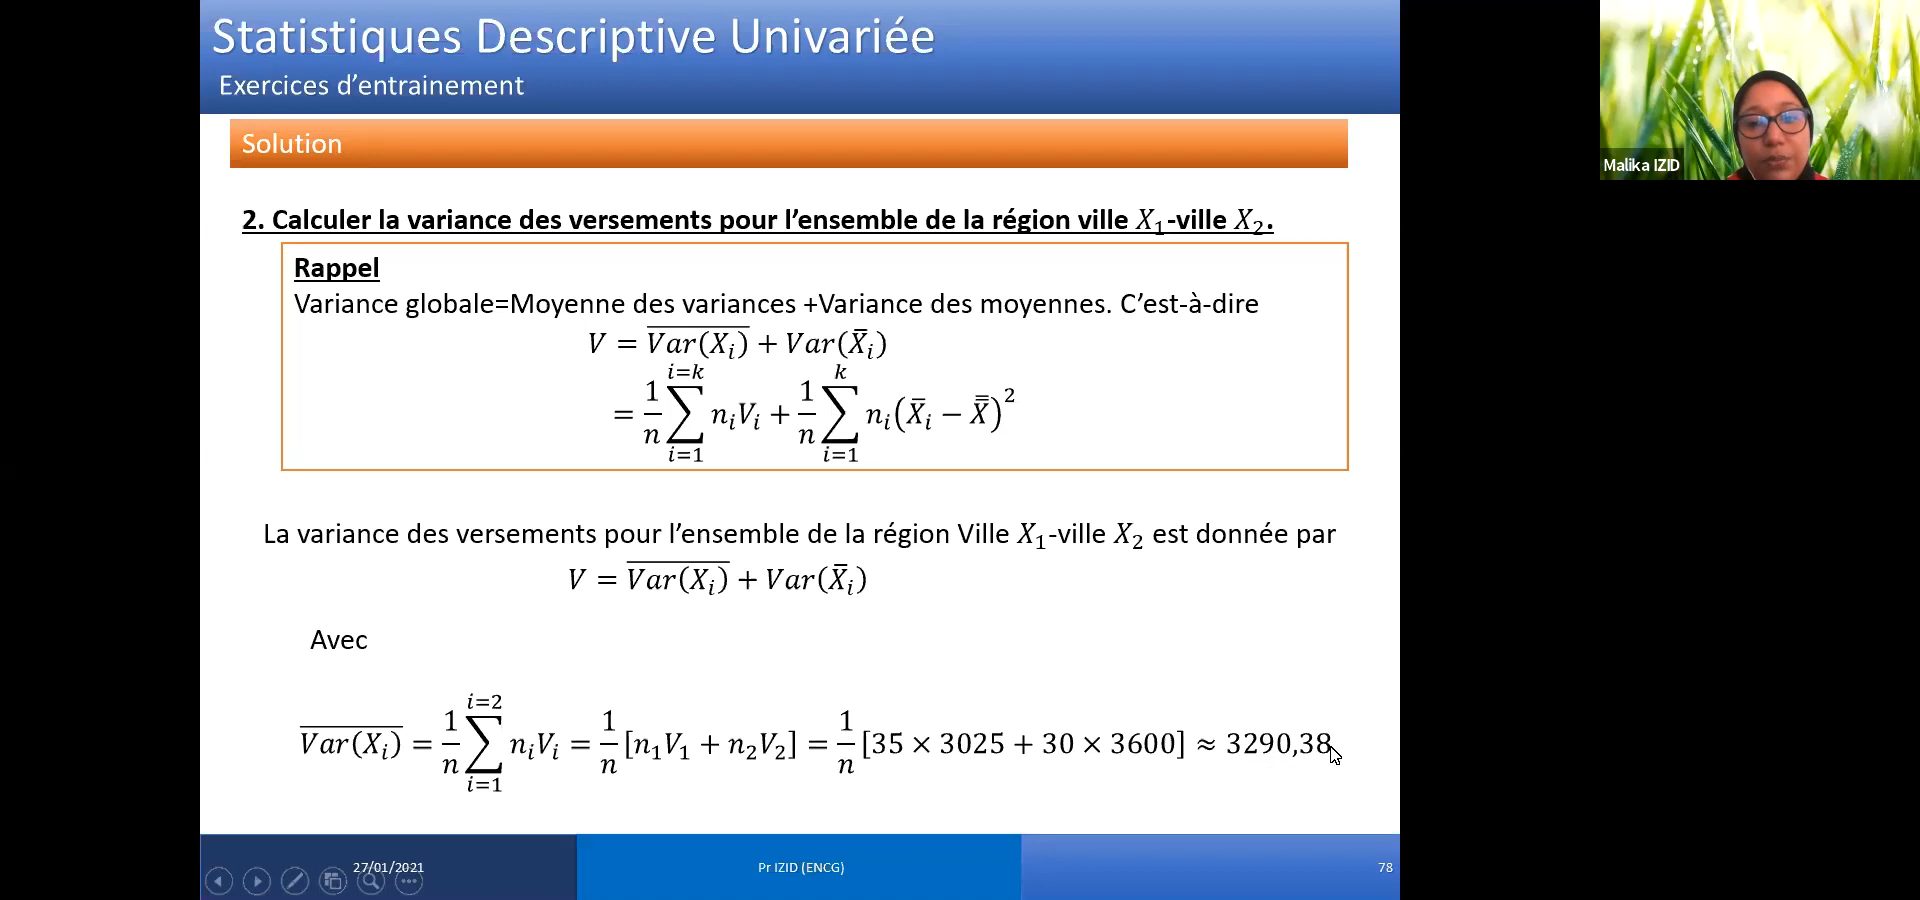 Statistiques Descriptive Univariée
Exercices d’entrainement
Malika IZID
Solution
2. Calculer la variance des versements pour l’ensemble de la région ville X₁-ville X₂.
Rappel
Variance globale=Moyenne des variances +Variance des moyennes. C’est-à-dire
V = \overline{Var(X_i)} + Var(\bar{X}_i)
= \frac{1}{n} \sum_{i=1}^{i=k} n_i V_i + \frac{1}{n} \sum_{i=1}^{k} n_i (\bar{X}_i − \bar{\bar{X}})^2
La variance des versements pour l’ensemble de la région Ville X₁-ville X₂ est donnée par
V = \overline{Var(X_i)} + Var(\bar{X}_i)
Avec
\overline{Var(X_i)} = \frac{1}{n} \sum_{i=1}^{i=2} n_i V_i = \frac{1}{n} [n_1 V_1 + n_2 V_2] = \frac{1}{n} [35 × 3025 + 30 × 3600] ≈ 3290,38
27/01/2021
Pr IZID (ENCG)
78